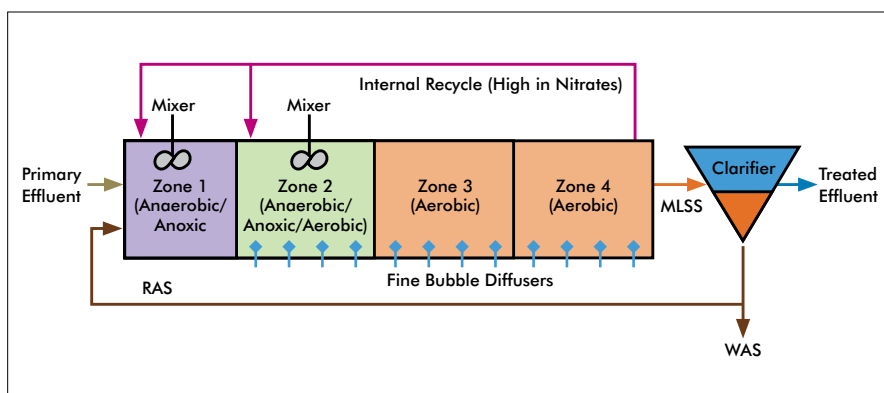 Internal Recycle (High in Nitrates)
Mixer
Mixer
Primary
Effluent
Zone 1
(Anaerobic/
Anoxic
Zone 2
(Anaerobic/
Anoxic/Aerobic)
Zone 3
(Aerobic)
Zone 4
(Aerobic)
MLSS
Clarifier
Treated
Effluent
RAS
Fine Bubble Diffusers
WAS